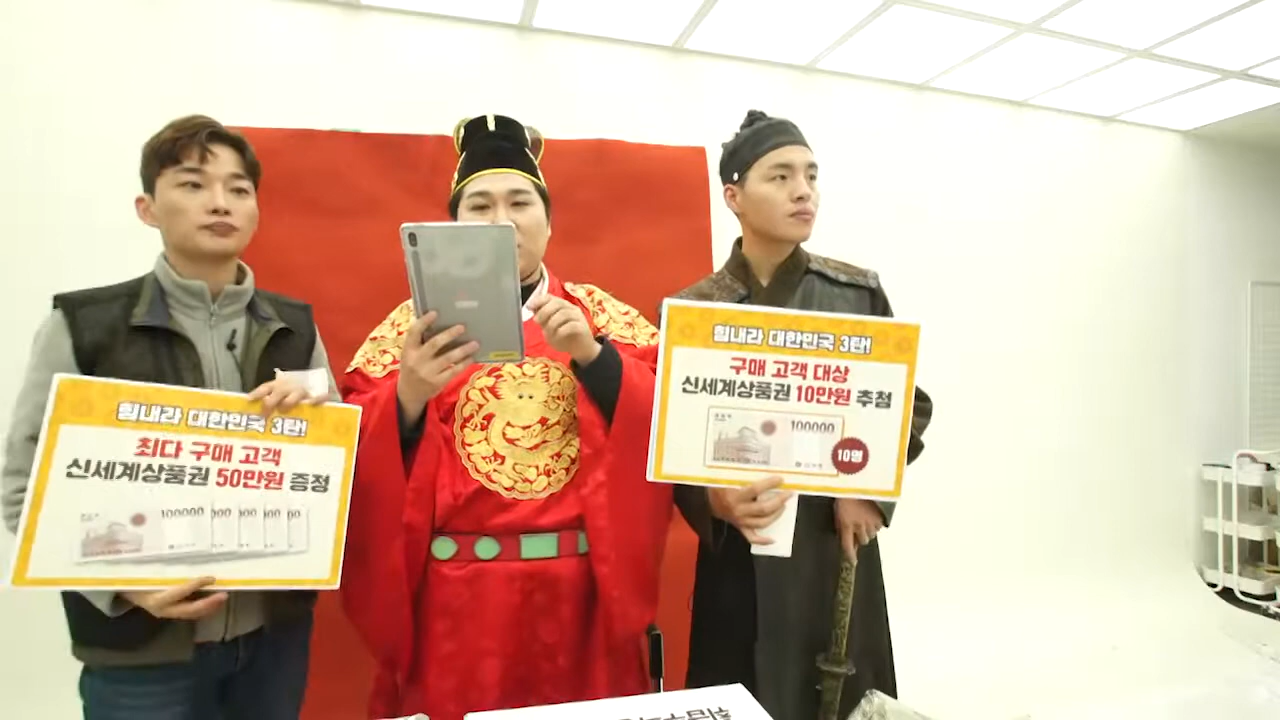 힘내라 대한민국 3탄!
최다 구매 고객
신세계상품권 50만원 증정
100000
힘내라 대한민국 3탄!
구매 고객 대상
신세계상품권 10만원 추첨
100000
10명